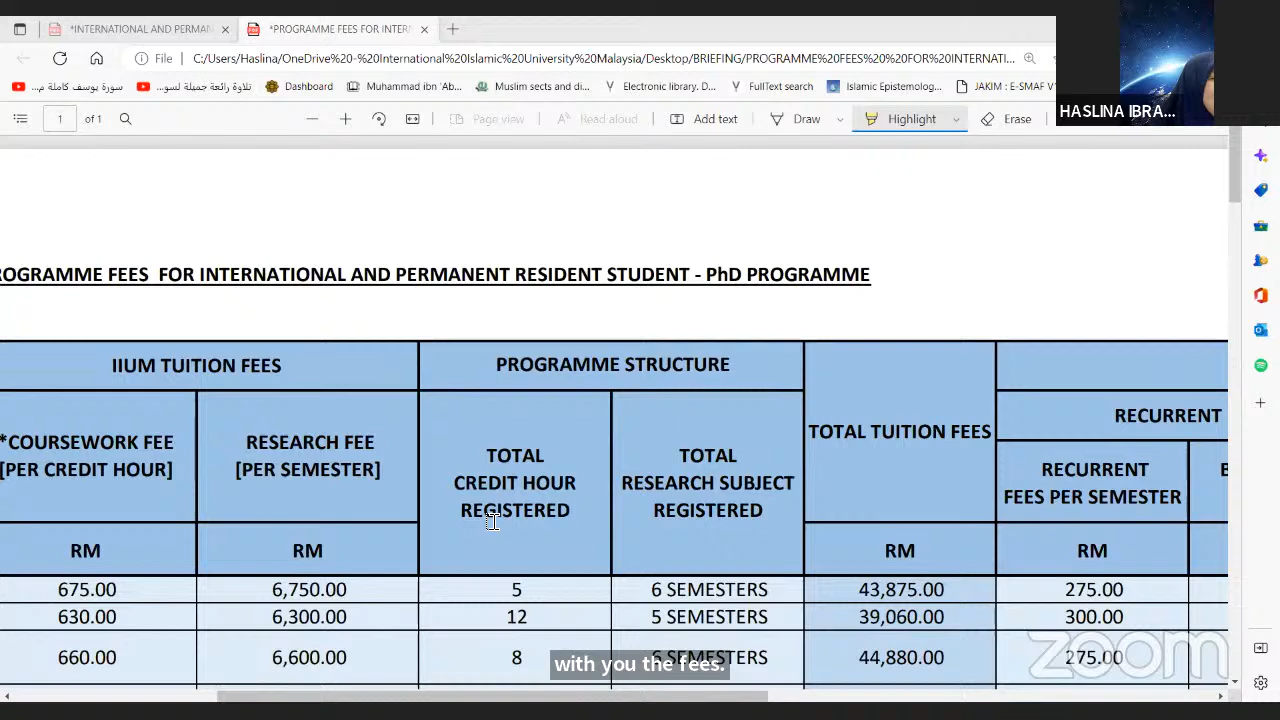 *INTERNATIONAL AND PERMAN
*PROGRAMME FEES FOR INTERN
File
C:/Users/Haslina/OneDrive%20-%20International%20Islamic%20University%20Malaysia/Desktop/BRIEFING/PROGRAMME%20FEES%20%20FOR%20INTERNATI...
سورة يوسف كاملة م...
تلاوة رائعة جميلة لسو...
Dashboard
Muhammad ibn 'Ab...
Muslim sects and di...
Electronic library. D...
FullText search
Islamic Epistemolog...
JAKIM : E-SMAF V1
HASLINA IBRA...
1 of 1
Page view
Read aloud
Add text
Draw
Highlight
Erase
ROGRAMME FEES FOR INTERNATIONAL AND PERMANENT RESIDENT STUDENT - PhD PROGRAMME
IIUM TUITION FEES
PROGRAMME STRUCTURE
TOTAL TUITION FEES
RECURRENT
*COURSEWORK FEE
[PER CREDIT HOUR]
RESEARCH FEE
[PER SEMESTER]
TOTAL
CREDIT HOUR
REGISTERED
TOTAL
RESEARCH SUBJECT
REGISTERED
RECURRENT
FEES PER SEMESTER
RM RM RM RM
675.00 6,750.00 5 6 SEMESTERS 43,875.00 275.00
630.00 6,300.00 12 5 SEMESTERS 39,060.00 300.00
660.00 6,600.00 8 SEMESTERS 44,880.00 275.00
with you the fees.
zoom